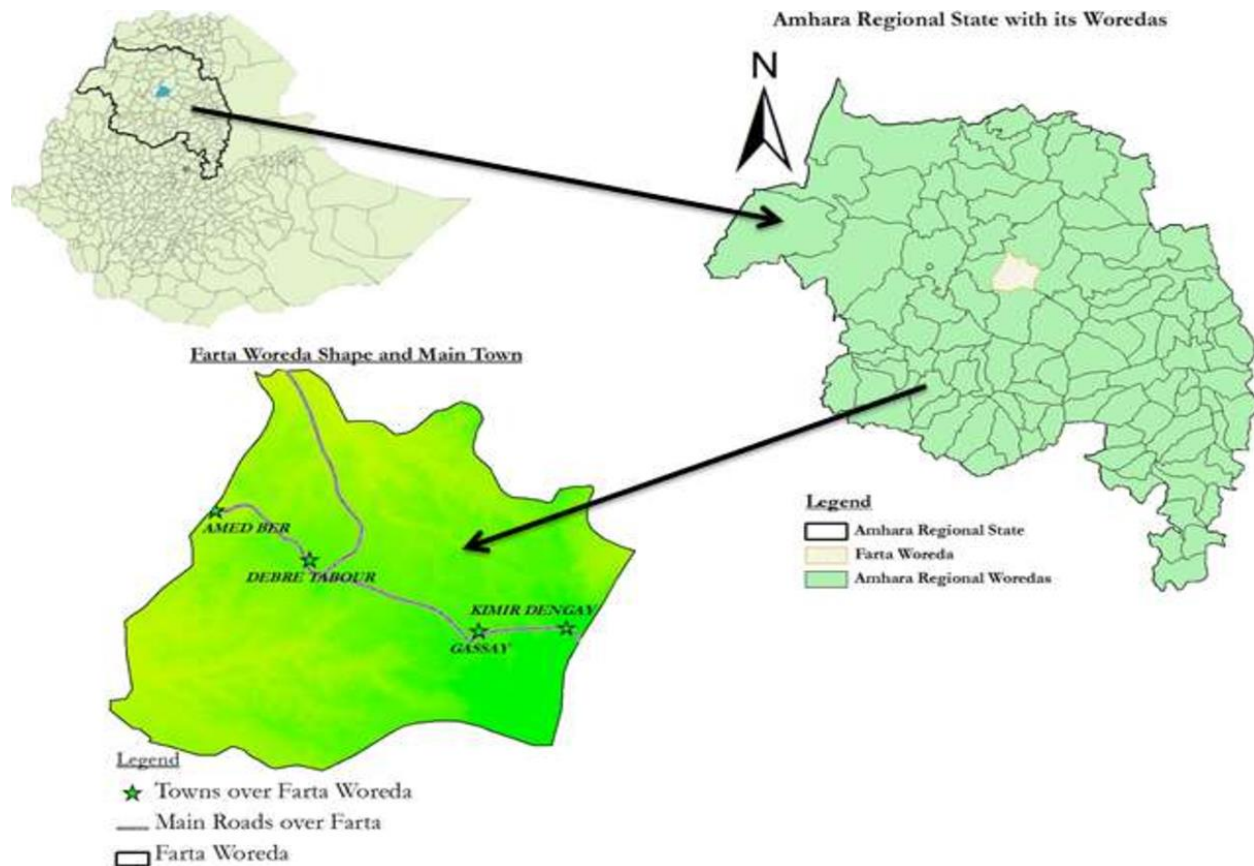 Amhara Regional State with its Woredas
N
Farta Woreda Shape and Main Town
AMED BER
DEBRE TABOUR
KIMIR DENGAY
GASSAY
Legend
Amhara Regional State
Farta Woreda
Amhara Regional Woredas
Legend
Towns over Farta Woreda
Main Roads over Farta
Farta Woreda